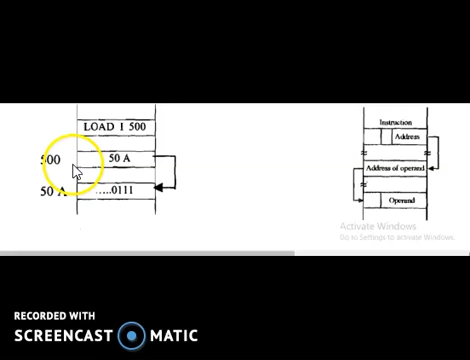 LOAD I 500
500
50 A
50 A
.....0111
Instruction
Address
Address of operand
Operand
Activate Windows
Go to Settings to activate Windows.
RECORDED WITH
SCREENCAST MATIC